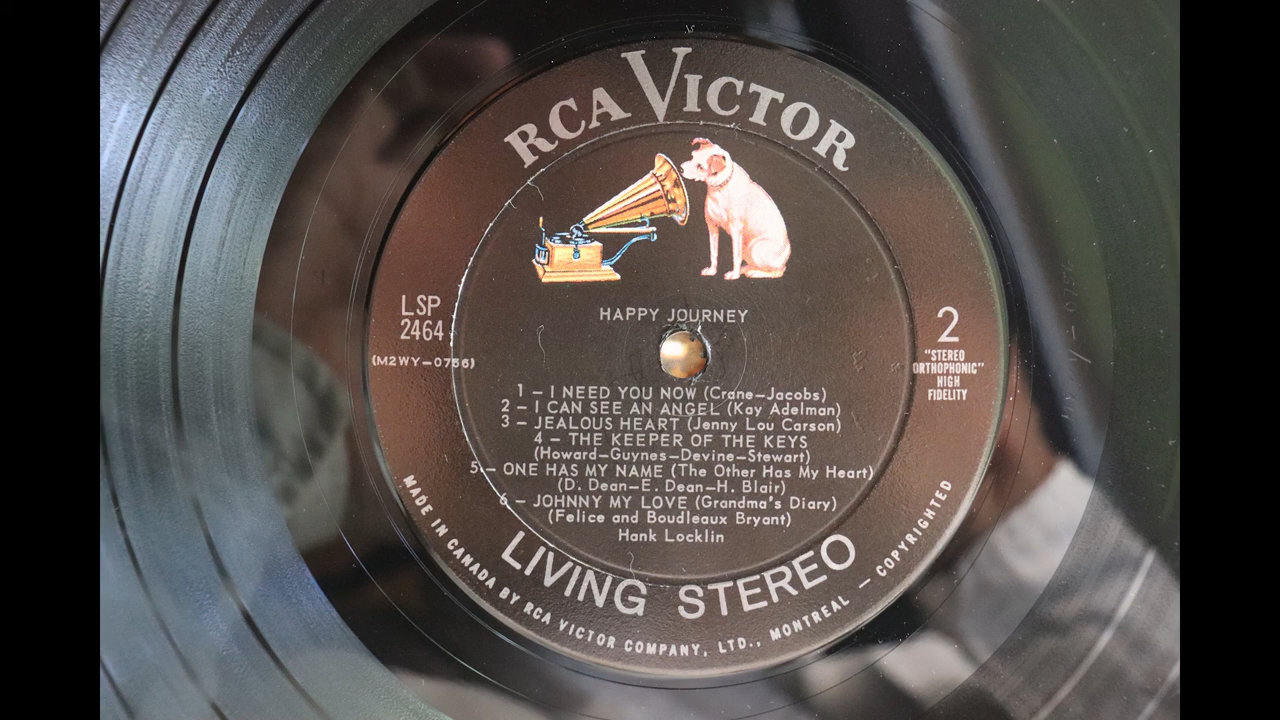 RCA VICTOR
HAPPY JOURNEY
LSP
2464
(M2WY–0756)
2
"STEREO
ORTHOPHONIC"
HIGH
FIDELITY
1 – I NEED YOU NOW (Crane–Jacobs)
2 – I CAN SEE AN ANGEL (Kay Adelman)
3 – JEALOUS HEART (Jenny Lou Carson)
4 – THE KEEPER OF THE KEYS
(Howard–Guynes–Devine–Stewart)
5 – ONE HAS MY NAME (The Other Has My Heart)
(D. Dean–E. Dean–H. Blair)
6 – JOHNNY MY LOVE (Grandma's Diary)
(Felice and Boudleaux Bryant)
Hank Locklin
LIVING STEREO
MADE IN CANADA BY RCA VICTOR COMPANY, LTD., MONTREAL — COPYRIGHTED